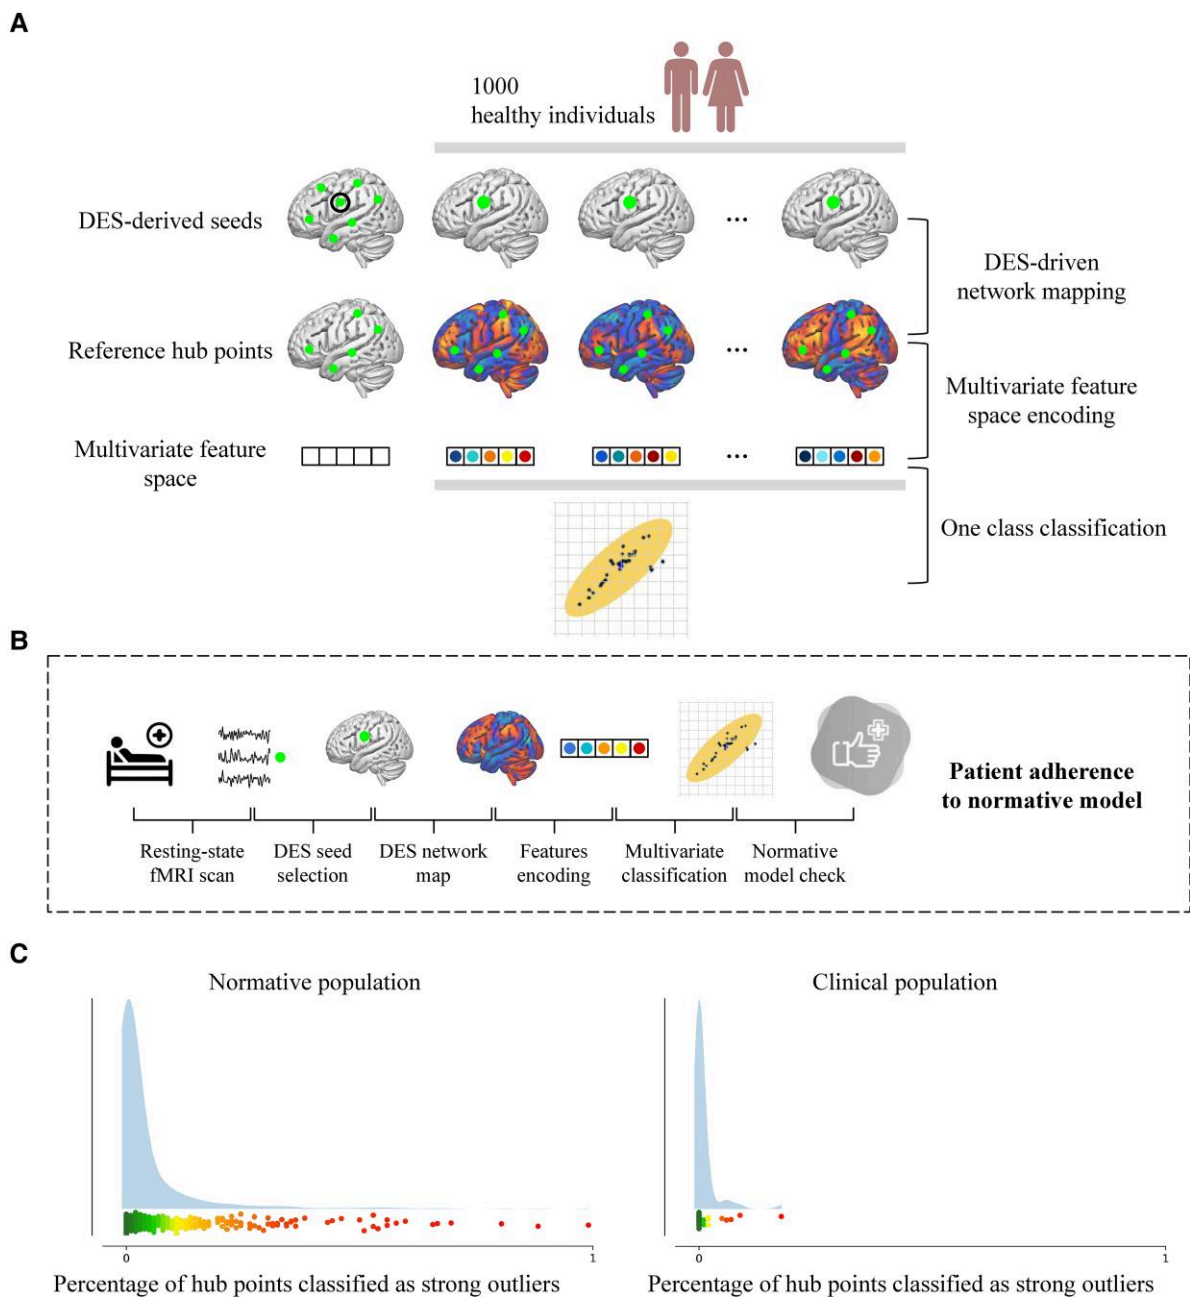 A
1000
healthy individuals
DES-derived seeds
...
DES-driven
network mapping
Reference hub points
...
Multivariate feature
space encoding
Multivariate feature
space
...
One class classification
B
Patient adherence
to normative model
Resting-state
fMRI scan
DES seed
selection
DES network
map
Features
encoding
Multivariate
classification
Normative
model check
C
Normative population
0
1
Percentage of hub points classified as strong outliers
Clinical population
0
1
Percentage of hub points classified as strong outliers